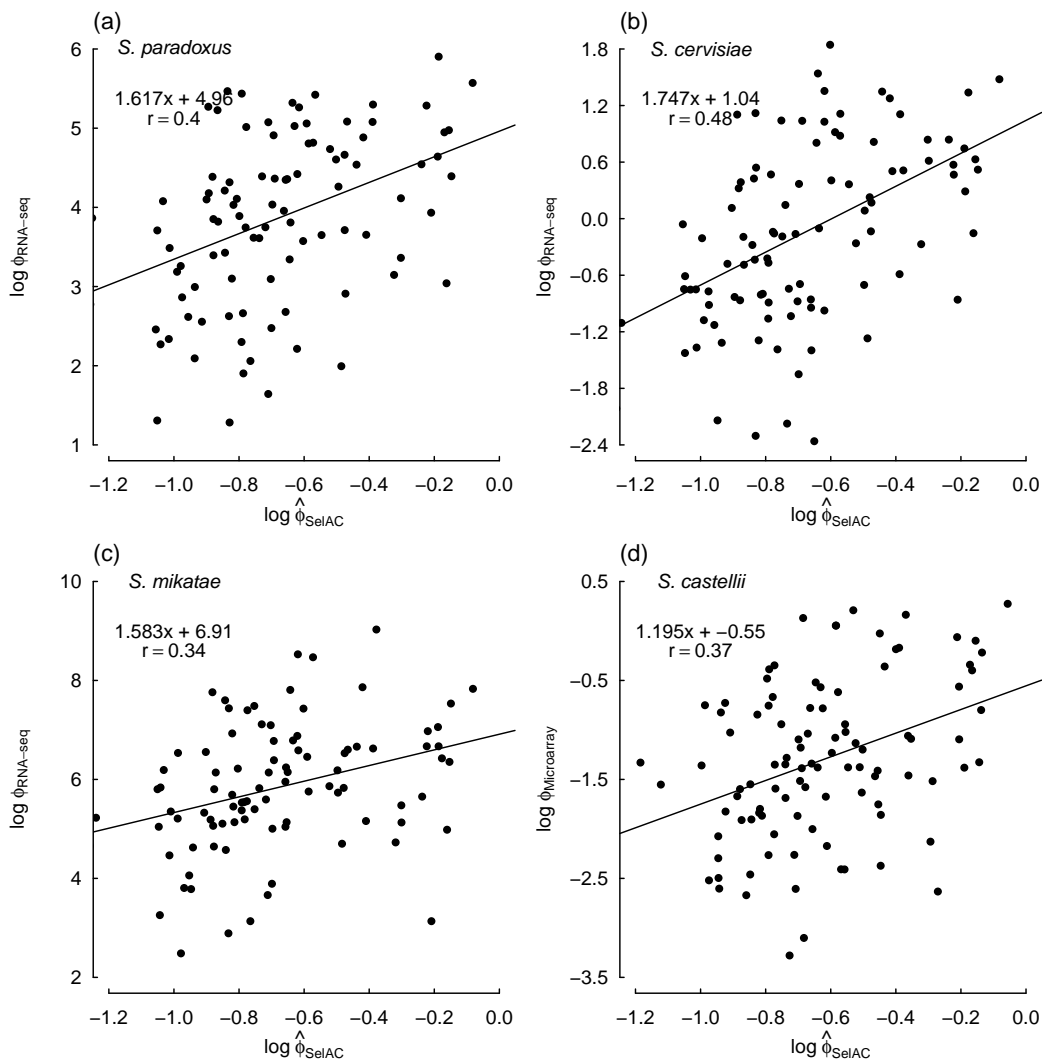 (a)
S. paradoxus
1.617x + 4.96
r = 0.4
6
5
4
3
2
1
log ϕRNA−seq
−1.2 −1.0 −0.8 −0.6 −0.4 −0.2 0.0
log ϕ̂SelAC
(b)
S. cervisiae
1.747x + 1.04
r = 0.48
1.8
1.2
0.6
0.0
−0.6
−1.2
−1.8
−2.4
log ϕRNA−seq
−1.2 −1.0 −0.8 −0.6 −0.4 −0.2 0.0
log ϕ̂SelAC
(c)
S. mikatae
1.583x + 6.91
r = 0.34
10
8
6
4
2
log ϕRNA−seq
−1.2 −1.0 −0.8 −0.6 −0.4 −0.2 0.0
log ϕ̂SelAC
(d)
S. castellii
1.195x + −0.55
r = 0.37
0.5
−0.5
−1.5
−2.5
−3.5
log ϕMicroarray
−1.2 −1.0 −0.8 −0.6 −0.4 −0.2 0.0
log ϕ̂SelAC